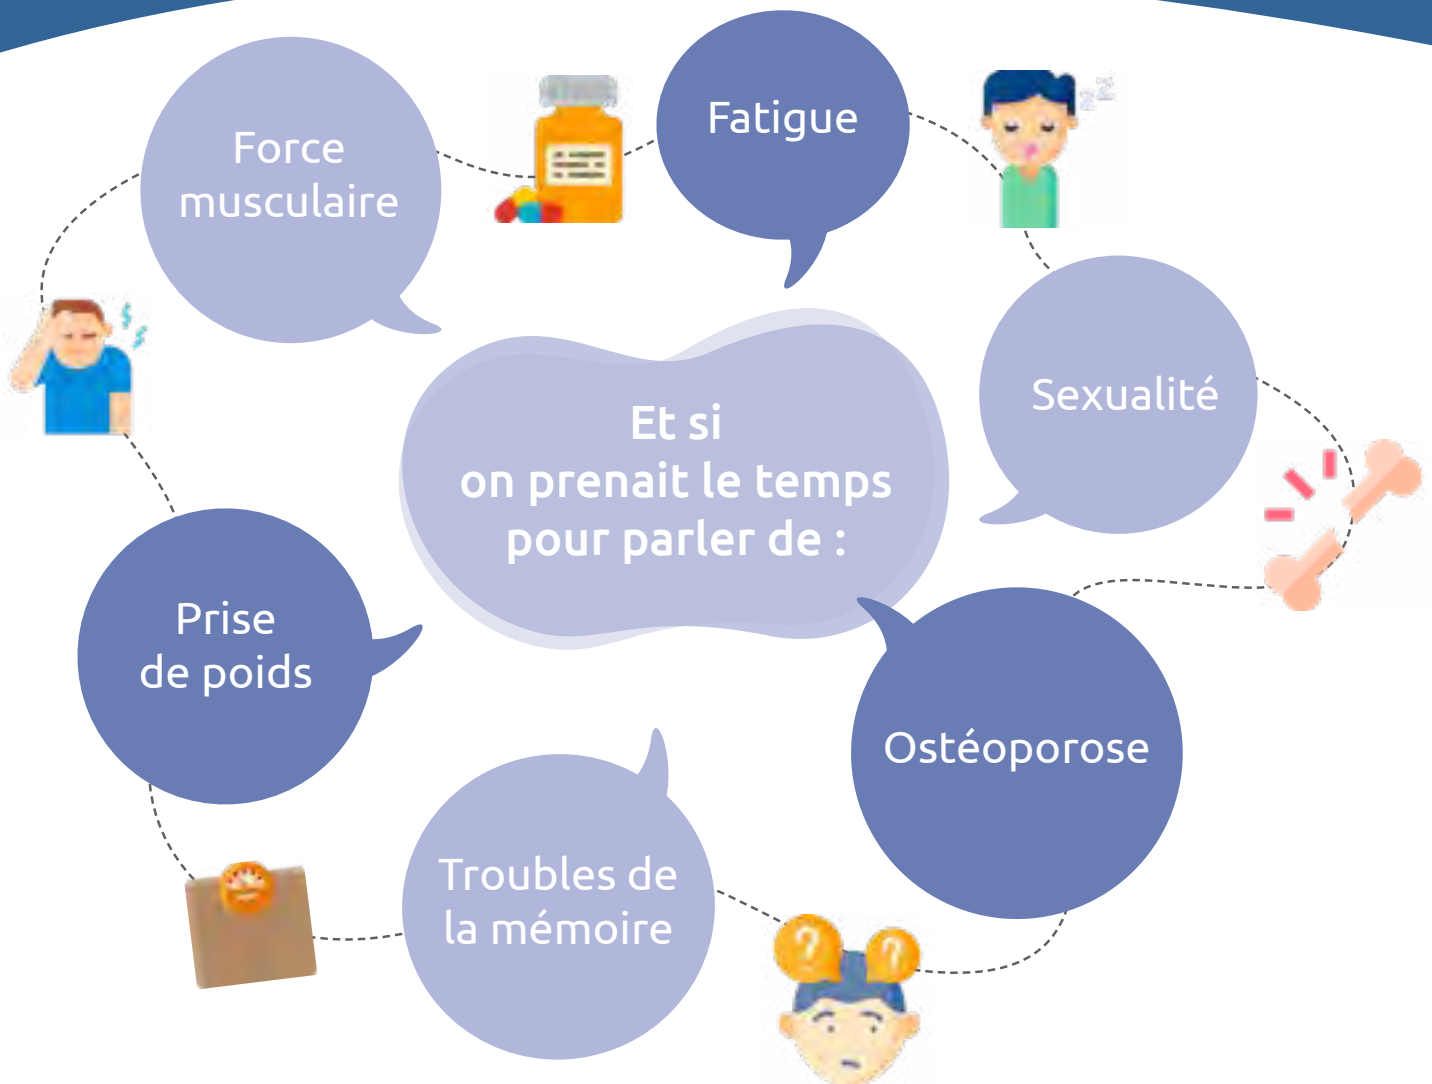 Fatigue
Force
musculaire
Sexualité
Et si
on prenait le temps
pour parler de :
Prise
de poids
Ostéoporose
Troubles de
la mémoire